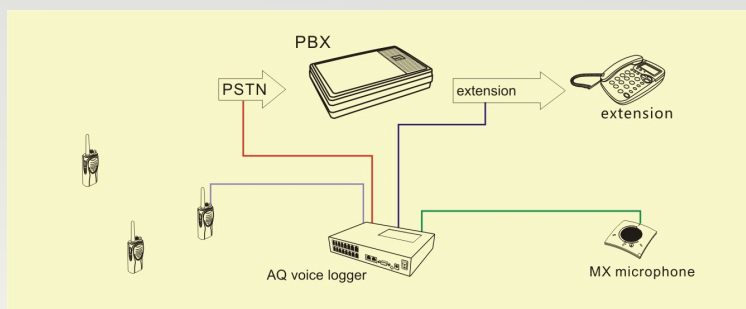 PBX
PSTN
extension
extension
AQ voice logger
MX microphone